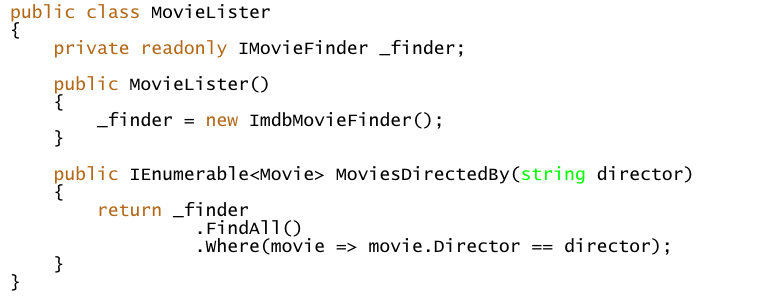 public class MovieLister
{
    private readonly IMovieFinder _finder;

    public MovieLister()
    {
        _finder = new ImdbMovieFinder();
    }

    public IEnumerable<Movie> MoviesDirectedBy(string director)
    {
        return _finder
                 .FindAll()
                 .Where(movie => movie.Director == director);
    }
}